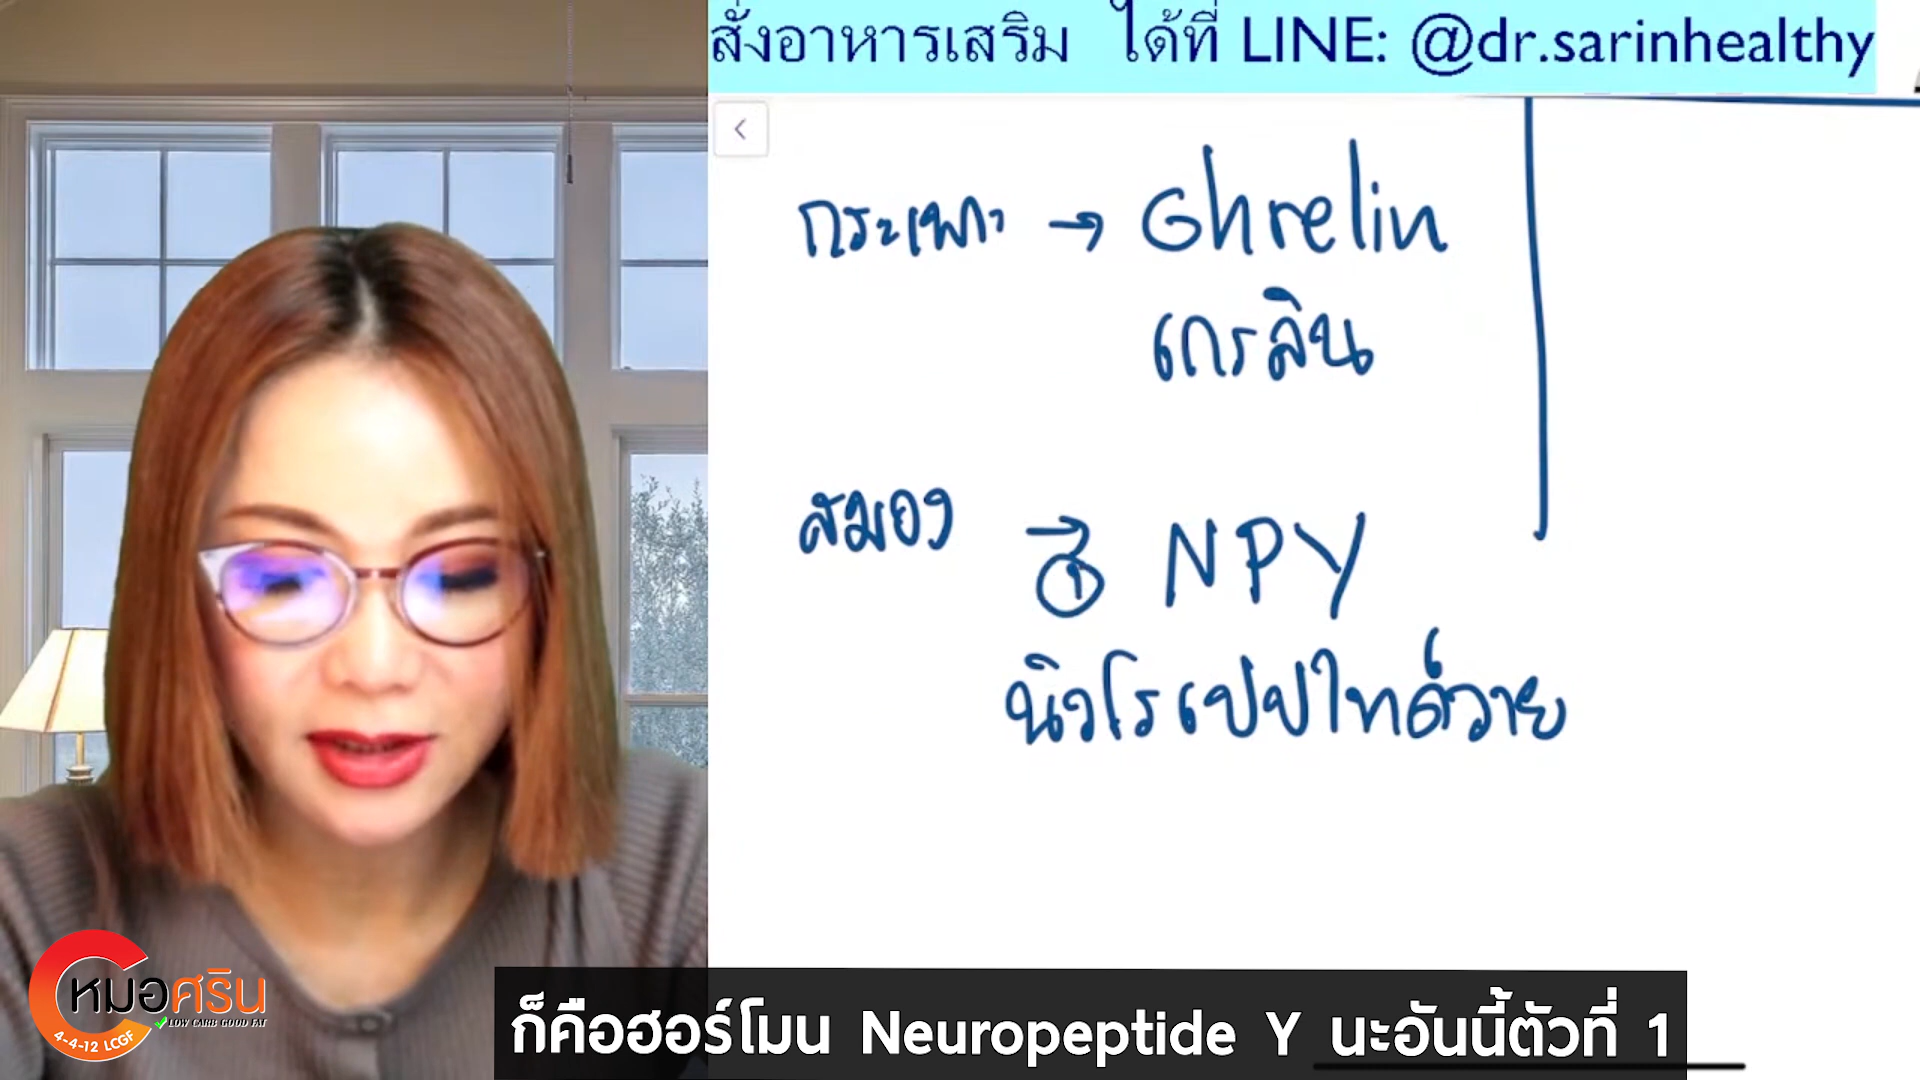 สั่งอาหารเสริม ได้ที่ LINE: @dr.sarinhealthy
กระเพาะ → Ghrelin
เกรลิน
สมอง → ① NPY
นิวโรเปปไทด์วาย
หมอศริน
LOW CARB GOOD FAT
4-4-12 LCGF
ก็คือฮอร์โมน Neuropeptide Y นะอันนี้ตัวที่ 1